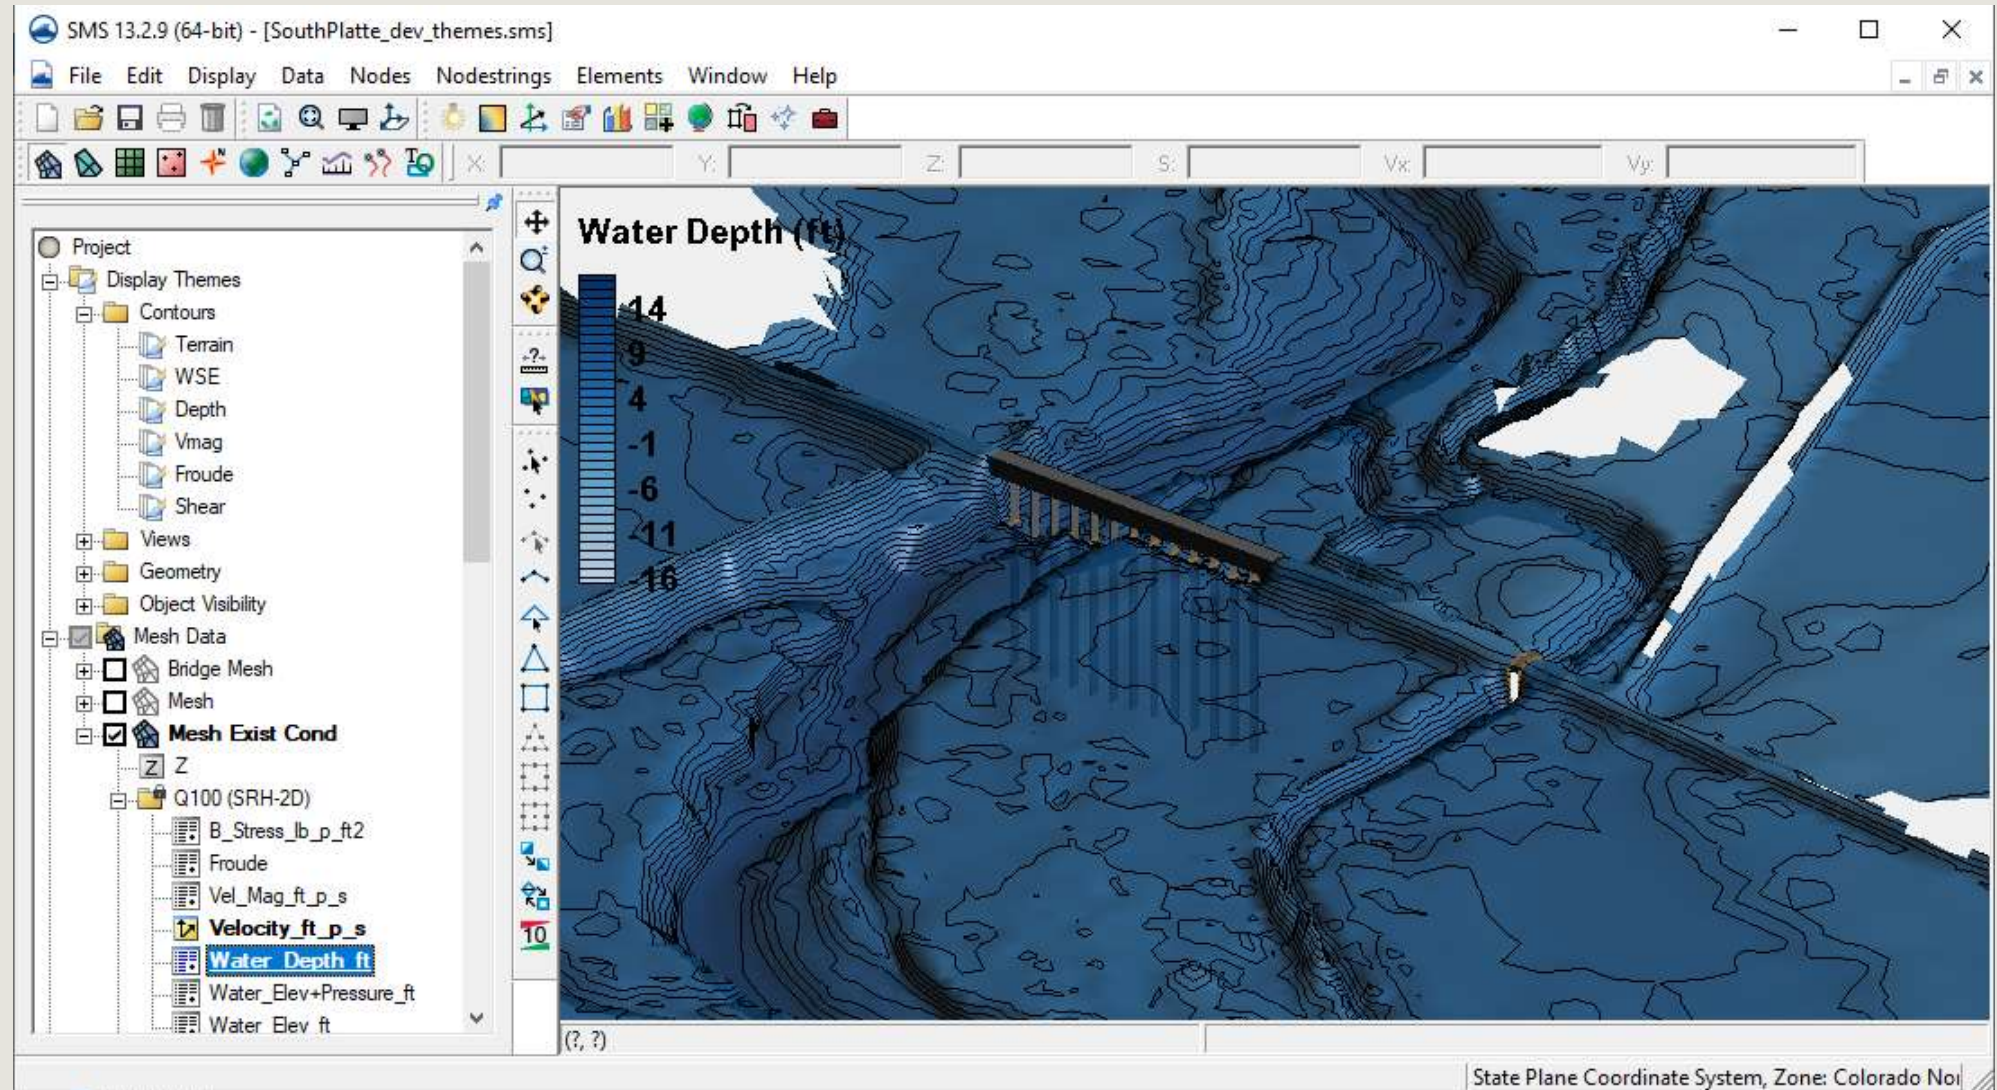 SMS 13.2.9 (64-bit) - [SouthPlatte_dev_themes.sms]
File Edit Display Data Nodes Nodestrings Elements Window Help
X: Y: Z: S: Vx: Vy:
Project
Display Themes
Contours
Terrain
WSE
Depth
Vmag
Froude
Shear
Views
Geometry
Object Visibility
Mesh Data
Bridge Mesh
Mesh
Mesh Exist Cond
Z Z
Q100 (SRH-2D)
B_Stress_lb_p_ft2
Froude
Vel_Mag_ft_p_s
Velocity_ft_p_s
Water_Depth_ft
Water_Elev+Pressure_ft
Water_Elev_ft
10
Water Depth (ft)
14
9
4
-1
-6
-11
-16
(?, ?)
State Plane Coordinate System, Zone: Colorado Nor